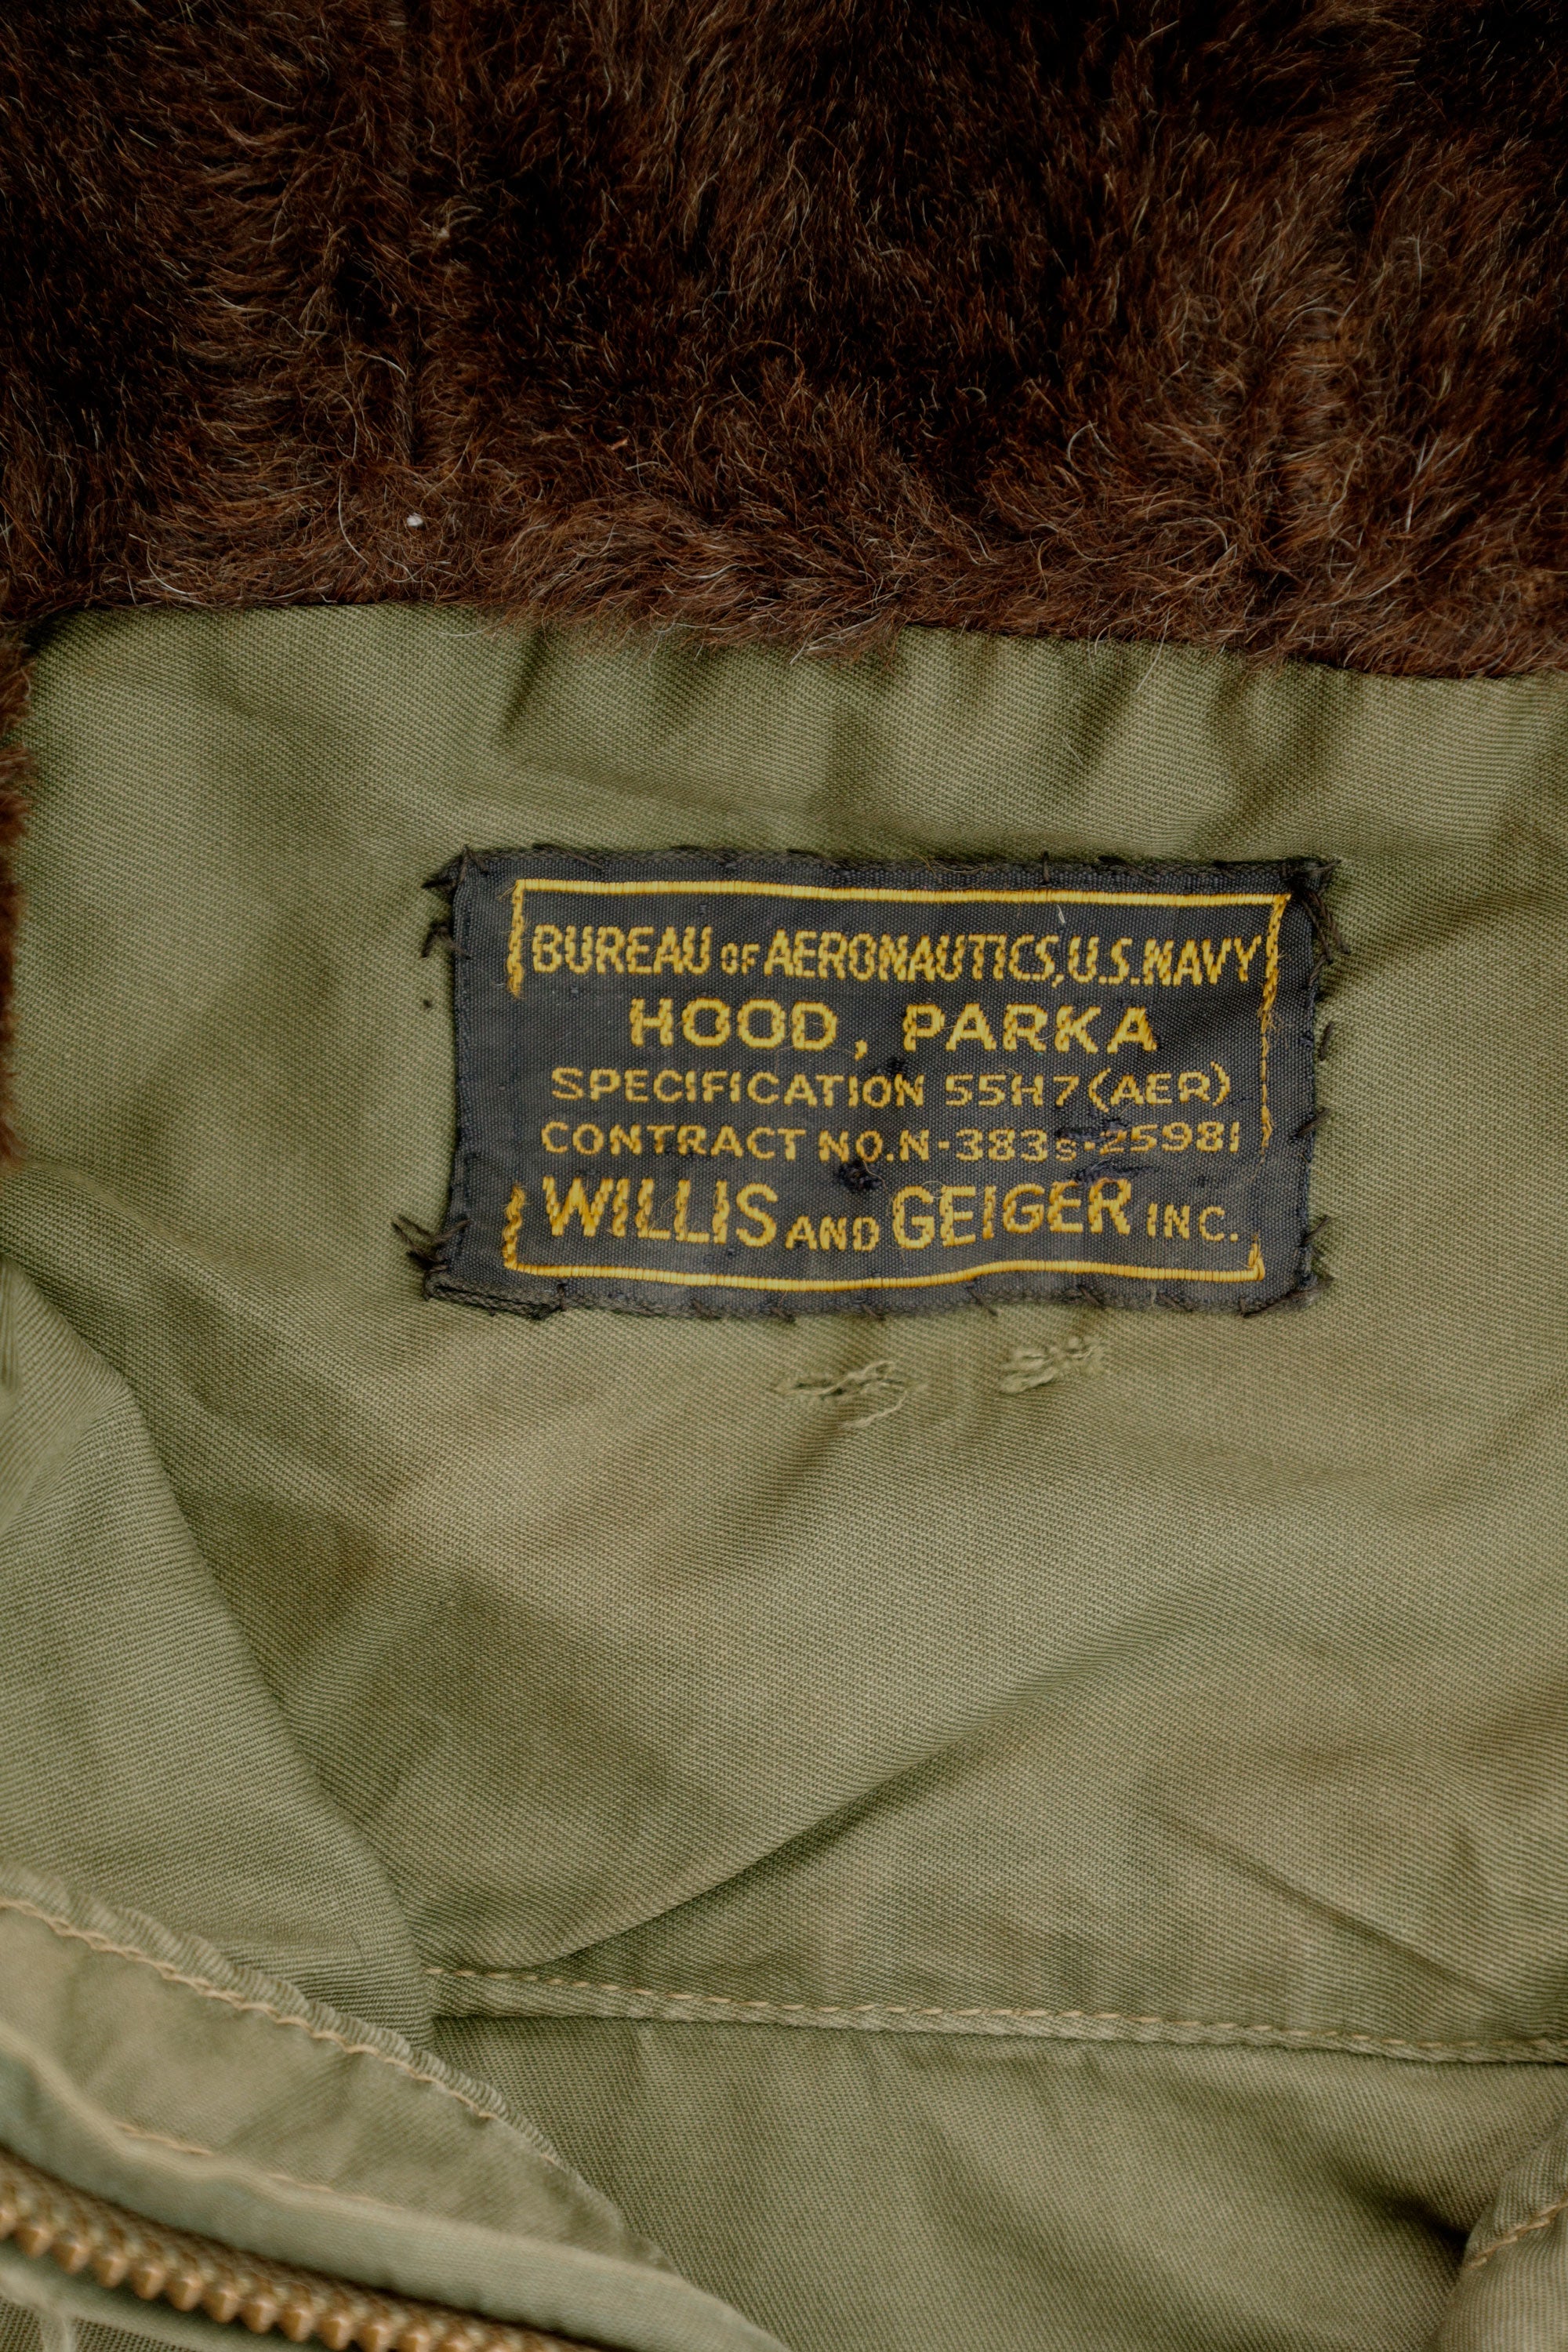 BUREAU OF AERONAUTICS, U.S. NAVY
HOOD, PARKA
SPECIFICATION 55H7(AER)
CONTRACT NO.N-383s-25981
WILLIS AND GEIGER INC.